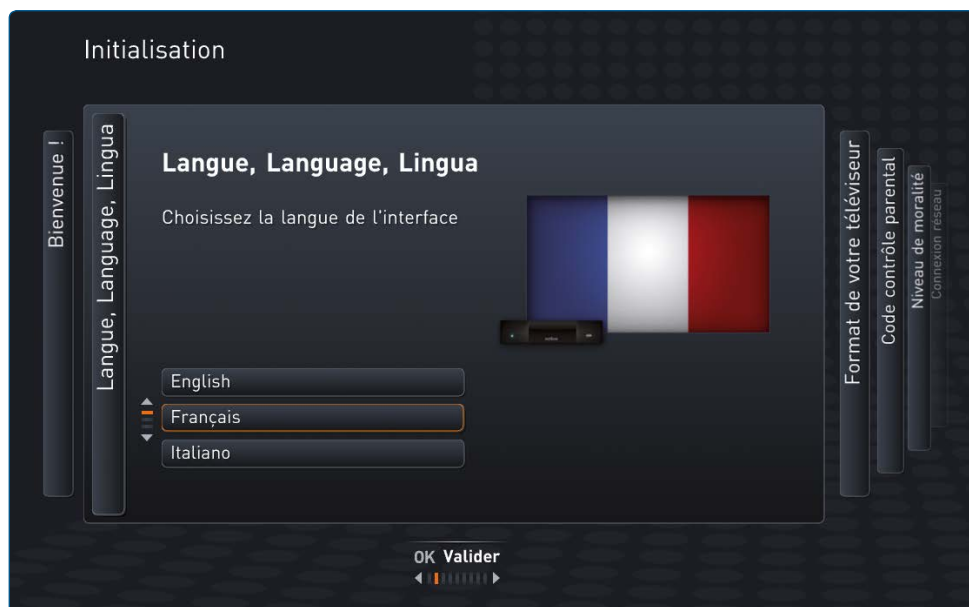 Initialisation
Bienvenue !
Langue, Language, Lingua
Langue, Language, Lingua
Choisissez la langue de l'interface
English
Français
Italiano
Format de votre téléviseur
Code contrôle parental
Niveau de moralité
Connexion réseau
OK Valider